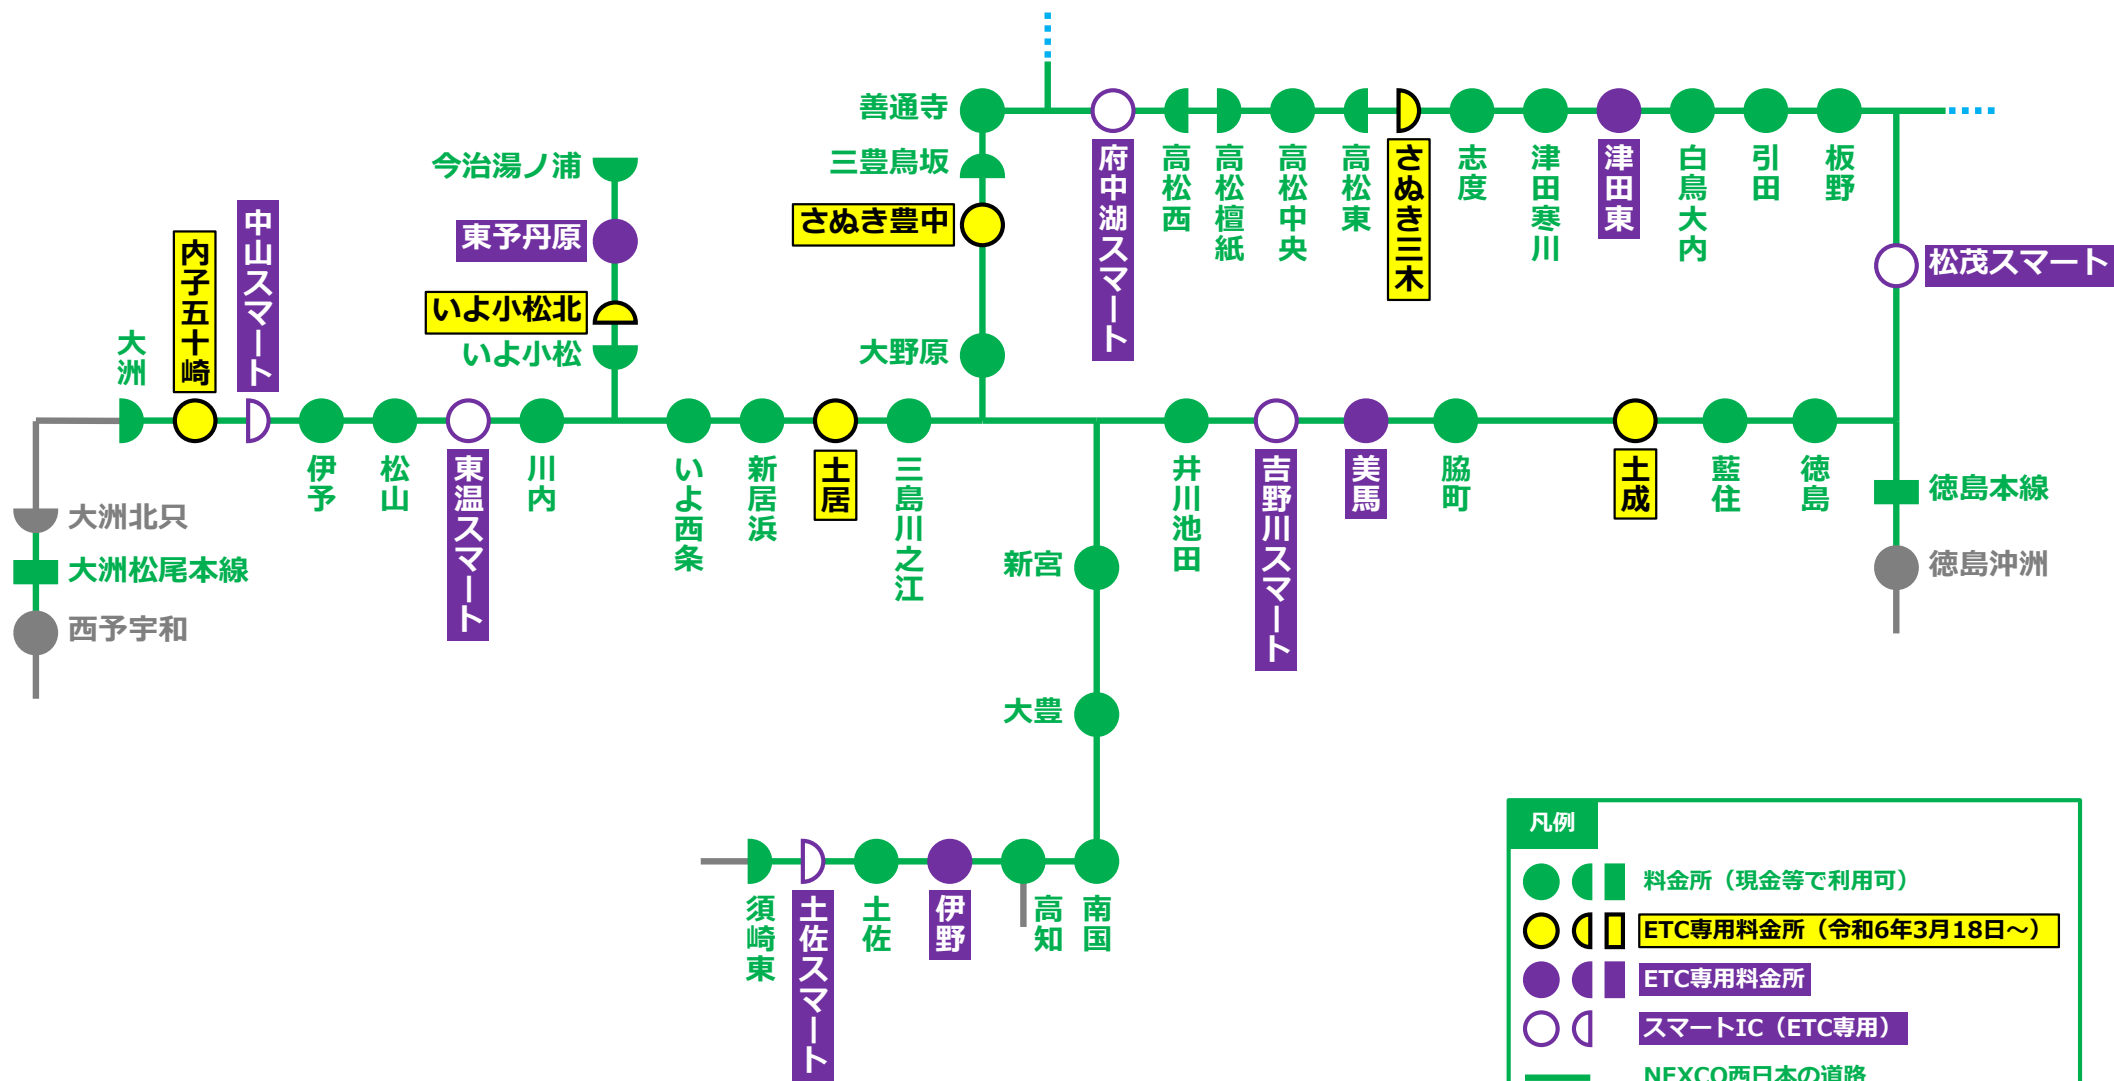 善通寺
三豊鳥坂
さぬき豊中
大野原
府中湖スマート
高松西
高松檀紙
高松中央
高松東
さぬき三木
志度
津田寒川
津田東
白鳥大内
引田
板野
松茂スマート
今治湯ノ浦
東予丹原
いよ小松北
いよ小松
大洲
内子五十崎
中山スマート
伊予
松山
東温スマート
川内
いよ西条
新居浜
土居
三島川之江
井川池田
吉野川スマート
美馬
脇町
土成
藍住
徳島
徳島本線
徳島沖洲
大洲北只
大洲松尾本線
西予宇和
新宮
大豊
須崎東
土佐スマート
土佐
伊野
高知
南国
凡例
料金所（現金等で利用可）
ETC専用料金所（令和6年3月18日～）
ETC専用料金所
スマートIC（ETC専用）
NEXCO西日本の道路